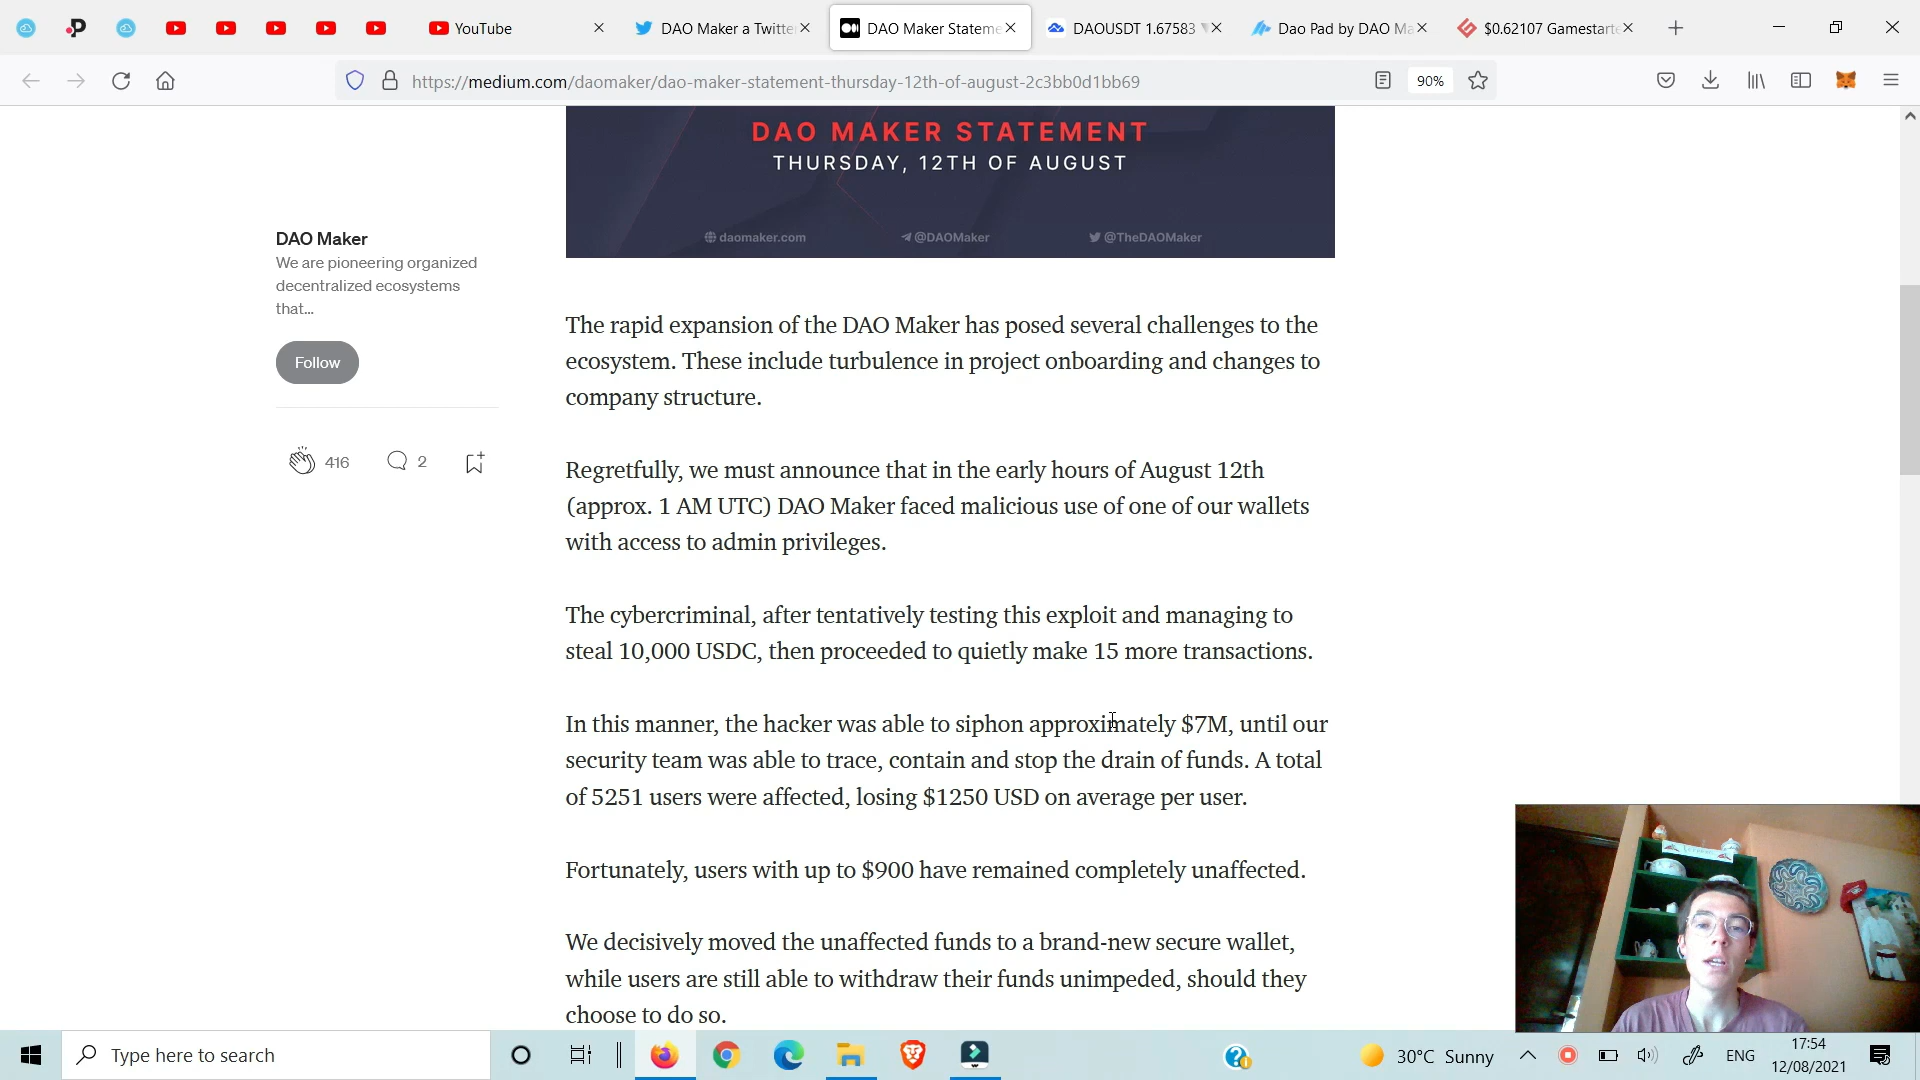 YouTube
DAO Maker a Twitte
DAO Maker Stateme
DAOUSDT 1.67583
Dao Pad by DAO Ma
$0.62107 Gamestarte
https://medium.com/daomaker/dao-maker-statement-thursday-12th-of-august-2c3bb0d1bb69
90%
DAO MAKER STATEMENT
THURSDAY, 12TH OF AUGUST
daomaker.com
@DAOMaker
@TheDAOMaker
DAO Maker
We are pioneering organized
decentralized ecosystems
that...
Follow
416
2
The rapid expansion of the DAO Maker has posed several challenges to the
ecosystem. These include turbulence in project onboarding and changes to
company structure.
Regretfully, we must announce that in the early hours of August 12th
(approx. 1 AM UTC) DAO Maker faced malicious use of one of our wallets
with access to admin privileges.
The cybercriminal, after tentatively testing this exploit and managing to
steal 10,000 USDC, then proceeded to quietly make 15 more transactions.
In this manner, the hacker was able to siphon approximately $7M, until our
security team was able to trace, contain and stop the drain of funds. A total
of 5251 users were affected, losing $1250 USD on average per user.
Fortunately, users with up to $900 have remained completely unaffected.
We decisively moved the unaffected funds to a brand-new secure wallet,
while users are still able to withdraw their funds unimpeded, should they
choose to do so.
Type here to search
30°C Sunny
ENG
17:54
12/08/2021